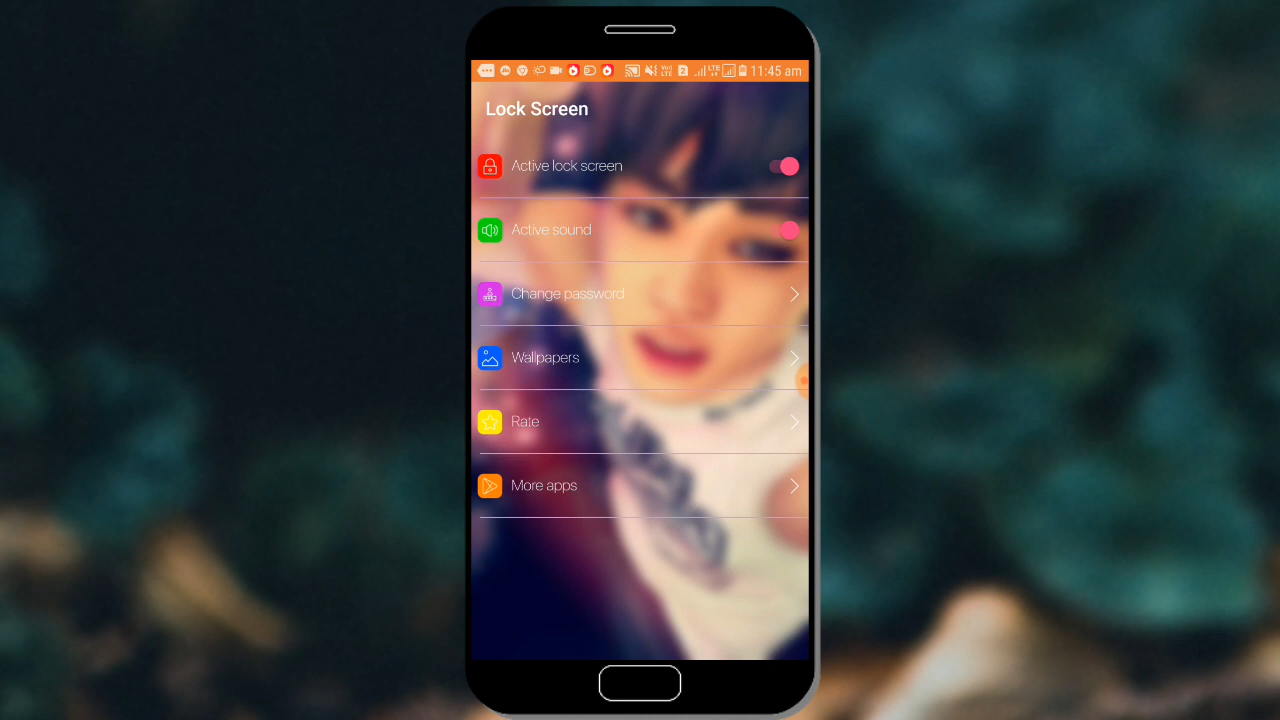 11:45 am
Lock Screen
Active lock screen
Active sound
Change password
Wallpapers
Rate
More apps